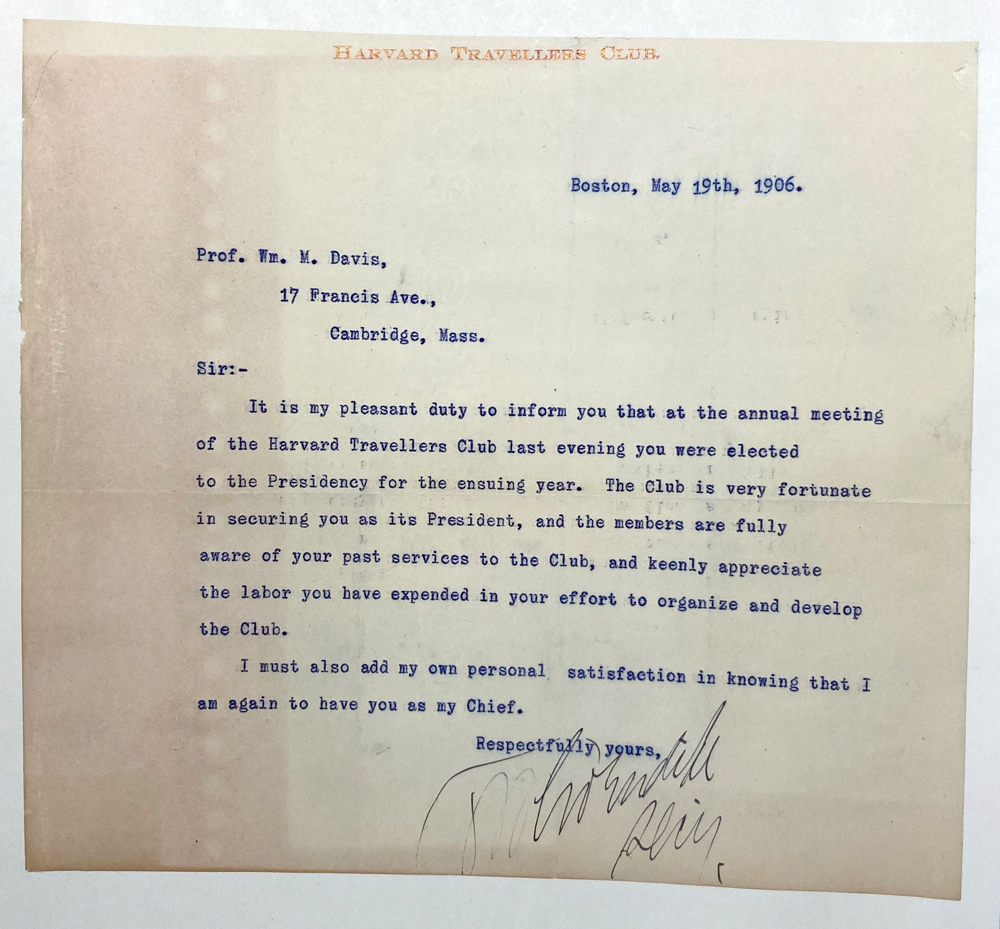 HARVARD TRAVELLERS CLUB.
Boston, May 19th, 1906.
Prof. Wm. M. Davis,
17 Francis Ave.,
Cambridge, Mass.
Sir:-
It is my pleasant duty to inform you that at the annual meeting
of the Harvard Travellers Club last evening you were elected
to the Presidency for the ensuing year. The Club is very fortunate
in securing you as its President, and the members are fully
aware of your past services to the Club, and keenly appreciate
the labor you have expended in your effort to organize and develop
the Club.
I must also add my own personal satisfaction in knowing that I
am again to have you as my Chief.
Respectfully yours,